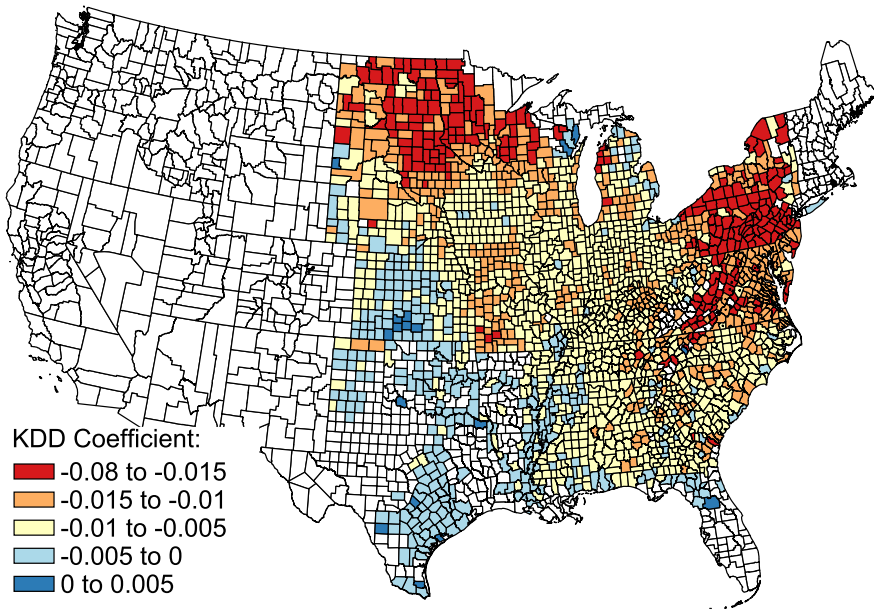 KDD Coefficient:
-0.08 to -0.015
-0.015 to -0.01
-0.01 to -0.005
-0.005 to 0
0 to 0.005